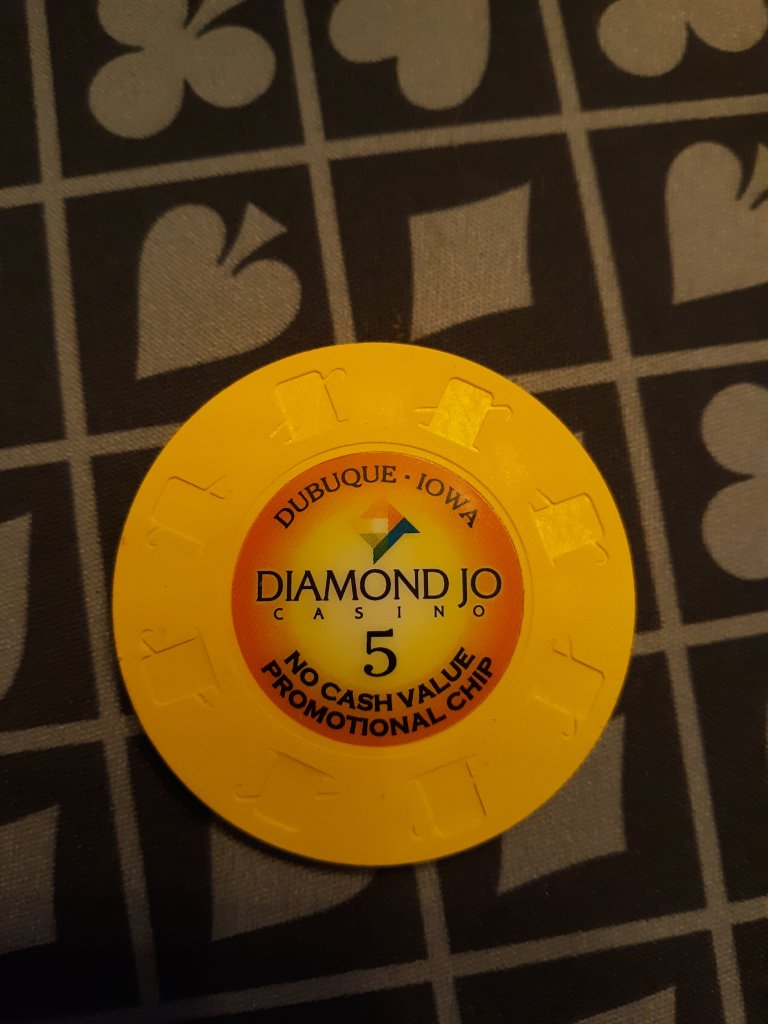 DUBUQUE · IOWA
DIAMOND JO
CASINO
5
NO CASH VALUE
PROMOTIONAL CHIP